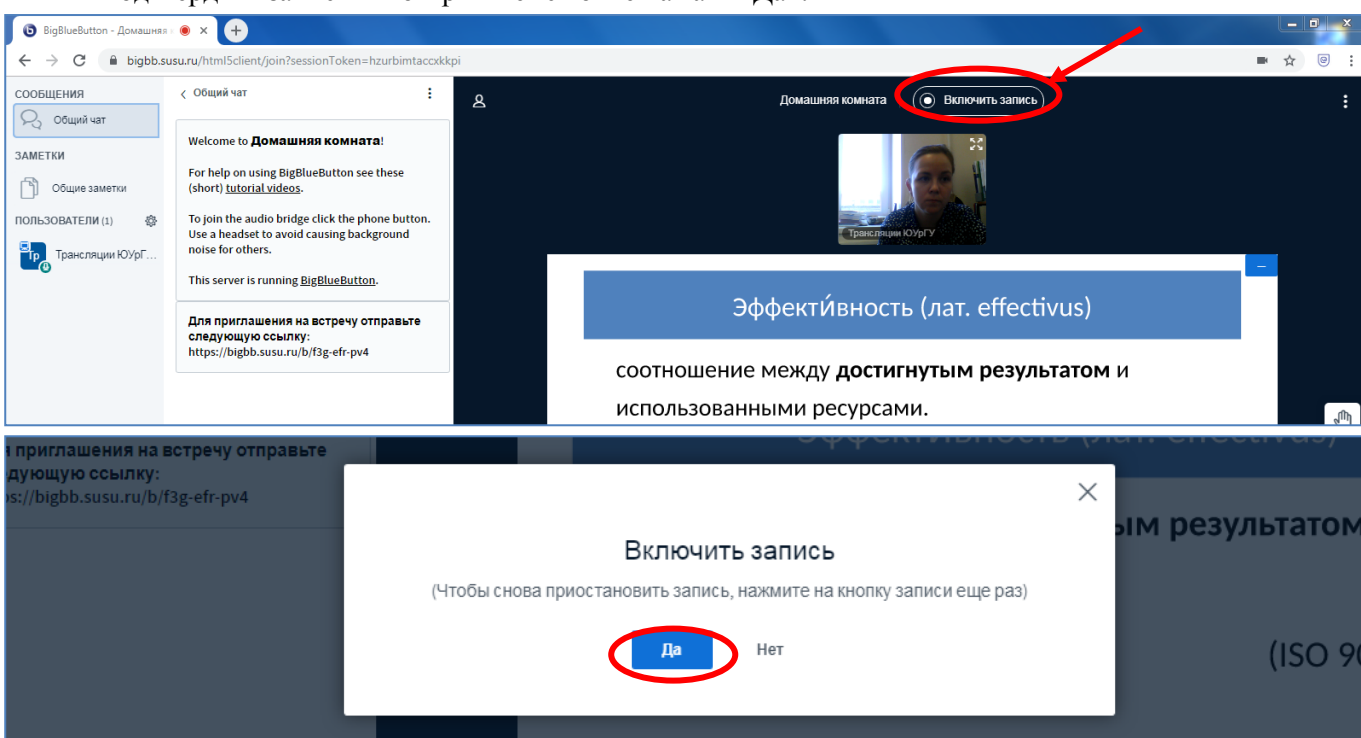 BigBlueButton - Домашняя
bigbb.susu.ru/html5client/join?sessionToken=hzurbimtaccxkkpi
СООБЩЕНИЯ
Общий чат
ЗАМЕТКИ
Общие заметки
ПОЛЬЗОВАТЕЛИ (1)
Тр
Трансляции ЮУрГ...
Общий чат
Welcome to Домашняя комната!
For help on using BigBlueButton see these
(short) tutorial videos.
To join the audio bridge click the phone button.
Use a headset to avoid causing background
noise for others.
This server is running BigBlueButton.
Для приглашения на встречу отправьте
следующую ссылку:
https://bigbb.susu.ru/b/f3g-efr-pv4
Домашняя комната
Включить запись
Трансляции ЮУрГУ
Эффекти́вность (лат. effectivus)
соотношение между достигнутым результатом и
использованными ресурсами.
приглашения на встречу отправьте
дующую ссылку:
s://bigbb.susu.ru/b/f3g-efr-pv4
ым результатом
(ISO 90
Включить запись
(Чтобы снова приостановить запись, нажмите на кнопку записи еще раз)
Да
Нет